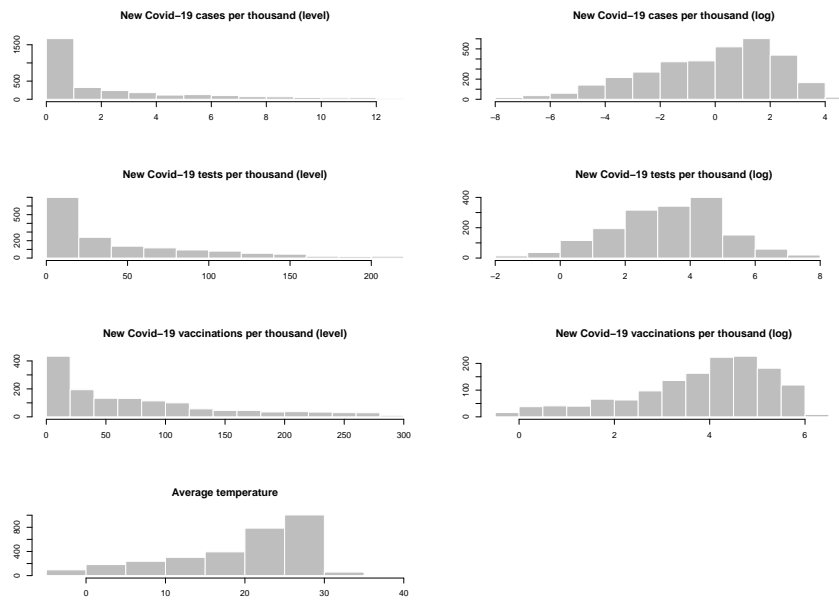 New Covid−19 cases per thousand (level)
0 500 1500
0 2 4 6 8 10 12
New Covid−19 cases per thousand (log)
0 200 500
−8 −6 −4 −2 0 2 4
New Covid−19 tests per thousand (level)
0 200 500
0 50 100 150 200
New Covid−19 tests per thousand (log)
0 200 400
−2 0 2 4 6 8
New Covid−19 vaccinations per thousand (level)
0 200 400
0 50 100 150 200 250 300
New Covid−19 vaccinations per thousand (log)
0 100 200
0 2 4 6
Average temperature
0 400 800
0 10 20 30 40